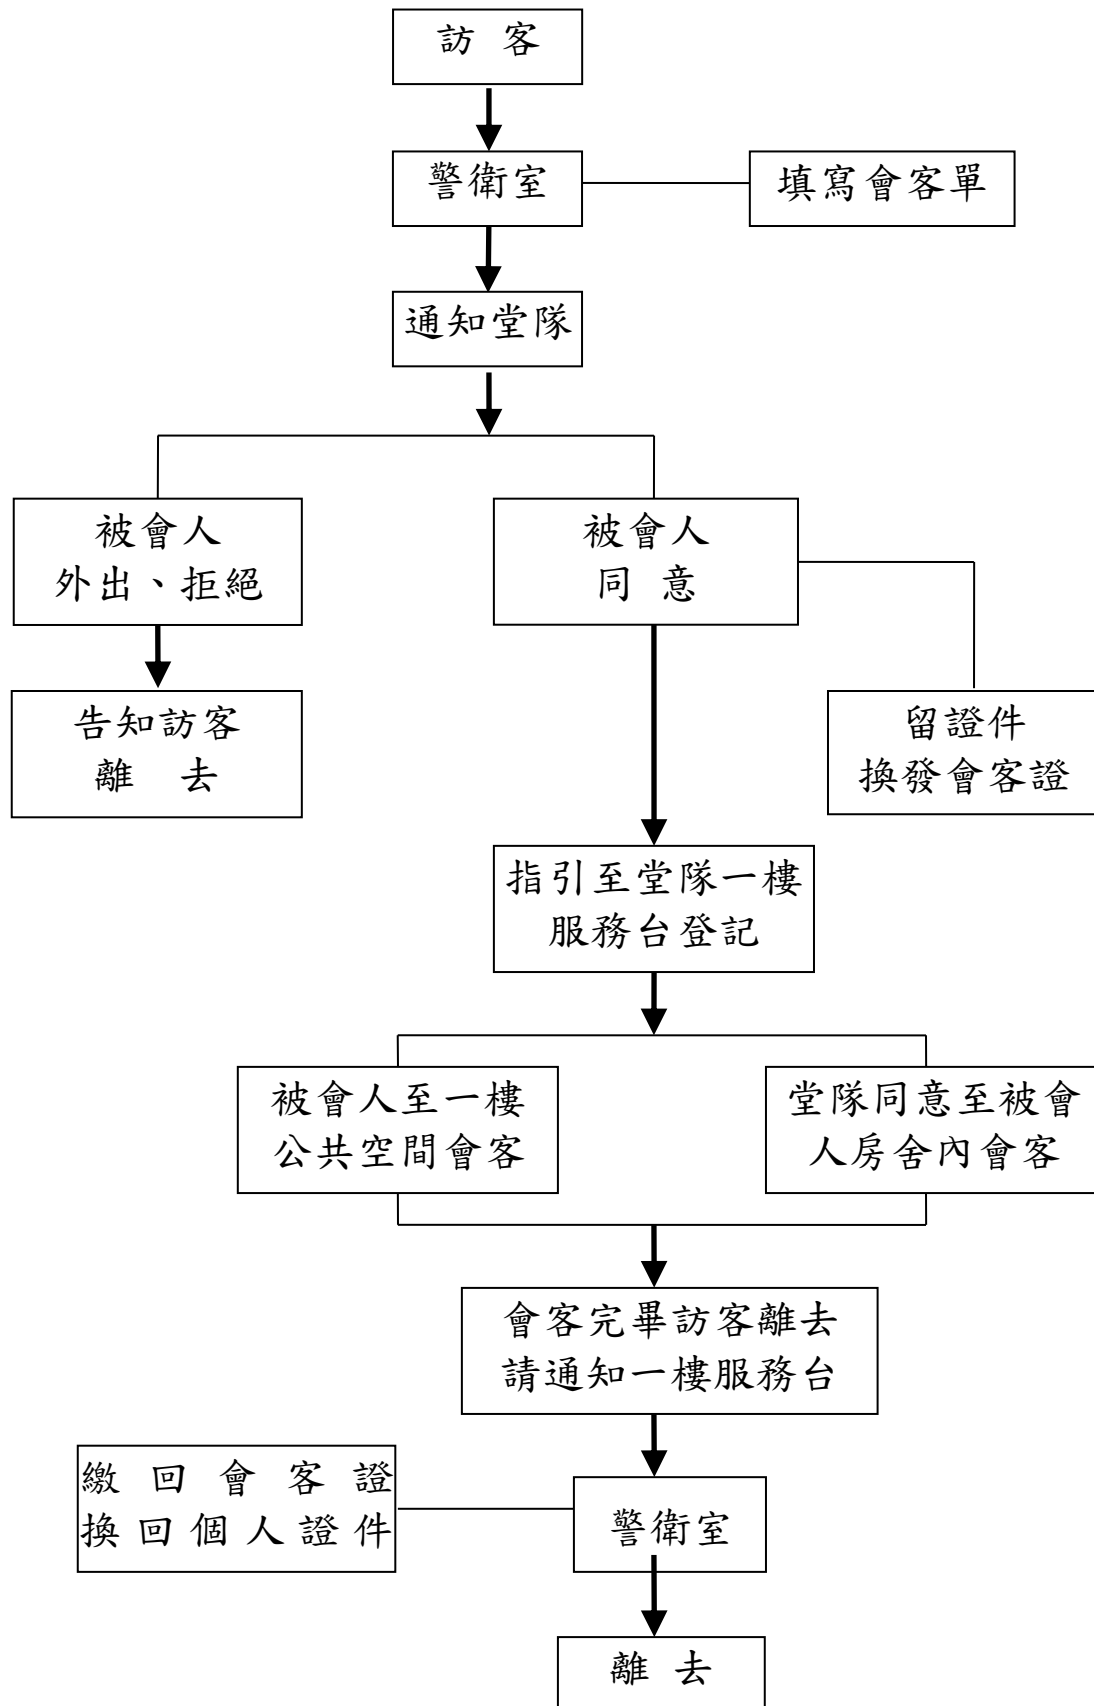 訪 客
警衛室
填寫會客單
通知堂隊
被會人
外出、拒絕
被會人
同 意
告知訪客
離 去
留證件
換發會客證
指引至堂隊一樓
服務台登記
被會人至一樓
公共空間會客
堂隊同意至被會
人房舍內會客
會客完畢訪客離去
請通知一樓服務台
繳回會客證
換回個人證件
警衛室
離 去